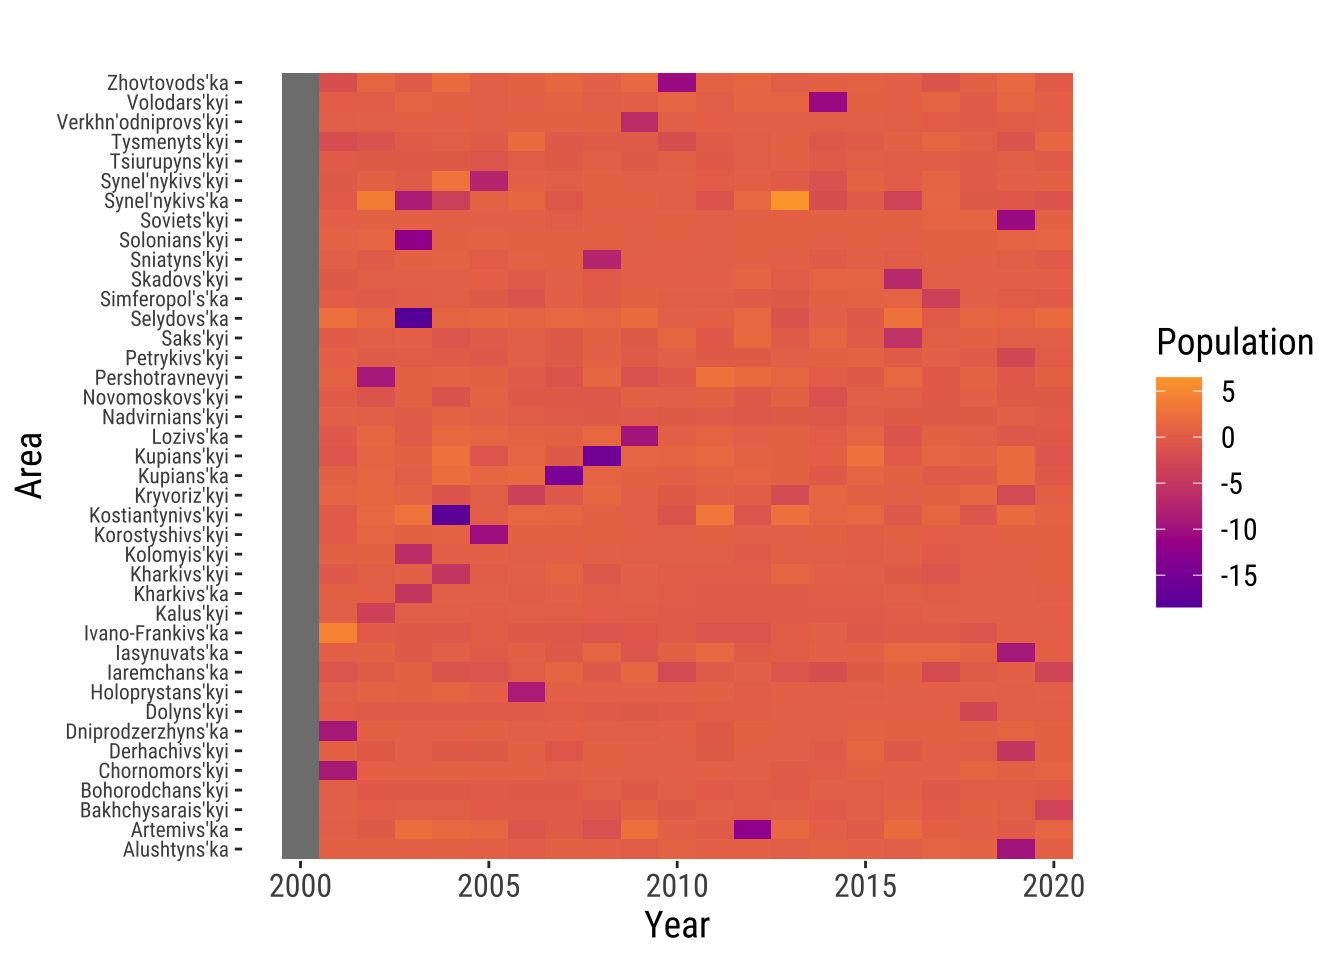 Zhovtovods'ka
Volodars'kyi
Verkhn'odniprovs'kyi
Tysmenyts'kyi
Tsiurupyns'kyi
Synel'nykivs'kyi
Synel'nykivs'ka
Soviets'kyi
Solonians'kyi
Sniatyns'kyi
Skadovs'kyi
Simferopol's'ka
Selydovs'ka
Saks'kyi
Petrykivs'kyi
Pershotravnevyi
Novomoskovs'kyi
Nadvirnians'kyi
Lozivs'ka
Kupians'kyi
Kupians'ka
Kryvoriz'kyi
Kostiantynivs'kyi
Korostyshivs'kyi
Kolomyis'kyi
Kharkivs'kyi
Kharkivs'ka
Kalus'kyi
Ivano-Frankivs'ka
Iasynuvats'ka
Iaremchans'ka
Holoprystans'kyi
Dolyns'kyi
Dniprodzerzhyns'ka
Derhachivs'kyi
Chornomors'kyi
Bohorodchans'kyi
Bakhchysarais'kyi
Artemivs'ka
Alushtyns'ka
Area
2000 2005 2010 2015 2020
Year
Population
5
0
-5
-10
-15